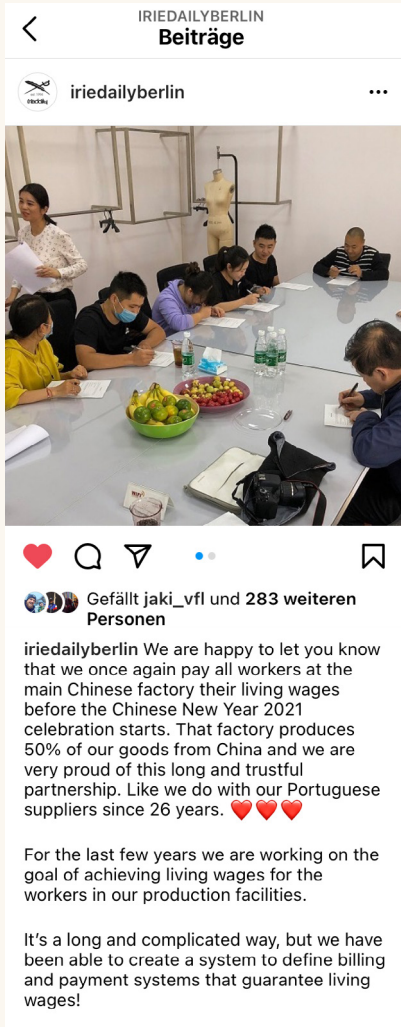 IRIEDAILYBERLIN
Beiträge
iriedailyberlin
Gefällt jaki_vfl und 283 weiteren
Personen
iriedailyberlin We are happy to let you know
that we once again pay all workers at the
main Chinese factory their living wages
before the Chinese New Year 2021
celebration starts. That factory produces
50% of our goods from China and we are
very proud of this long and trustful
partnership. Like we do with our Portuguese
suppliers since 26 years. ❤️❤️❤️
For the last few years we are working on the
goal of achieving living wages for the
workers in our production facilities.
It's a long and complicated way, but we have
been able to create a system to define billing
and payment systems that guarantee living
wages!